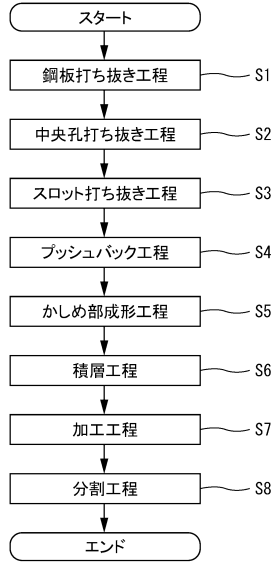 スタート
鋼板打ち抜き工程 S1
中央孔打ち抜き工程 S2
スロット打ち抜き工程 S3
プッシュバック工程 S4
かしめ部成形工程 S5
積層工程 S6
加工工程 S7
分割工程 S8
エンド